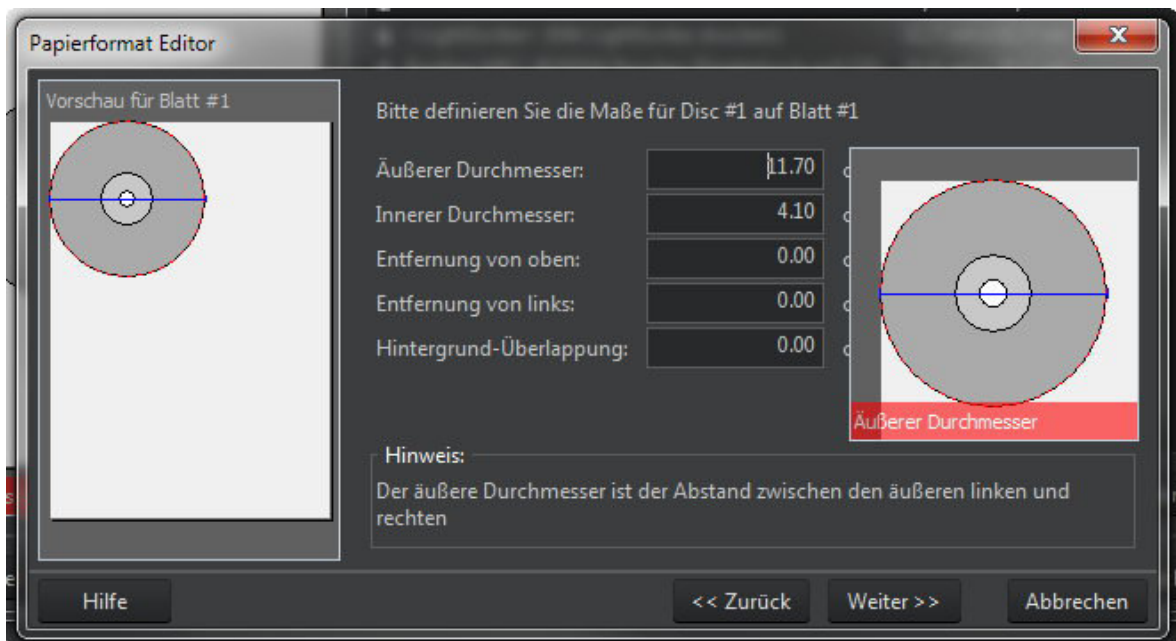 Papierformat Editor
Vorschau für Blatt #1
Bitte definieren Sie die Maße für Disc #1 auf Blatt #1
Äußerer Durchmesser: 11.70
Innerer Durchmesser: 4.10
Entfernung von oben: 0.00
Entfernung von links: 0.00
Hintergrund-Überlappung: 0.00
Äußerer Durchmesser
Hinweis:
Der äußere Durchmesser ist der Abstand zwischen den äußeren linken und
rechten
Hilfe << Zurück Weiter >> Abbrechen